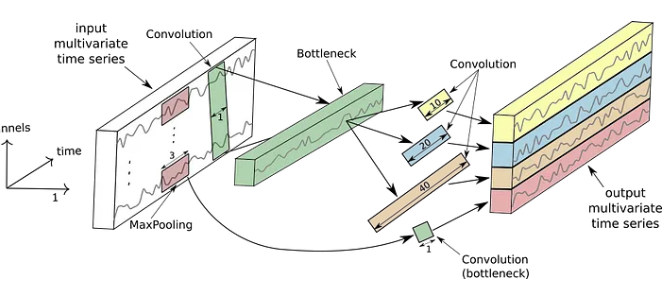 input
multivariate
time series
Convolution
Bottleneck
Convolution
nnels
time
1
1
3
MaxPooling
10
20
40
1
Convolution
(bottleneck)
output
multivariate
time series